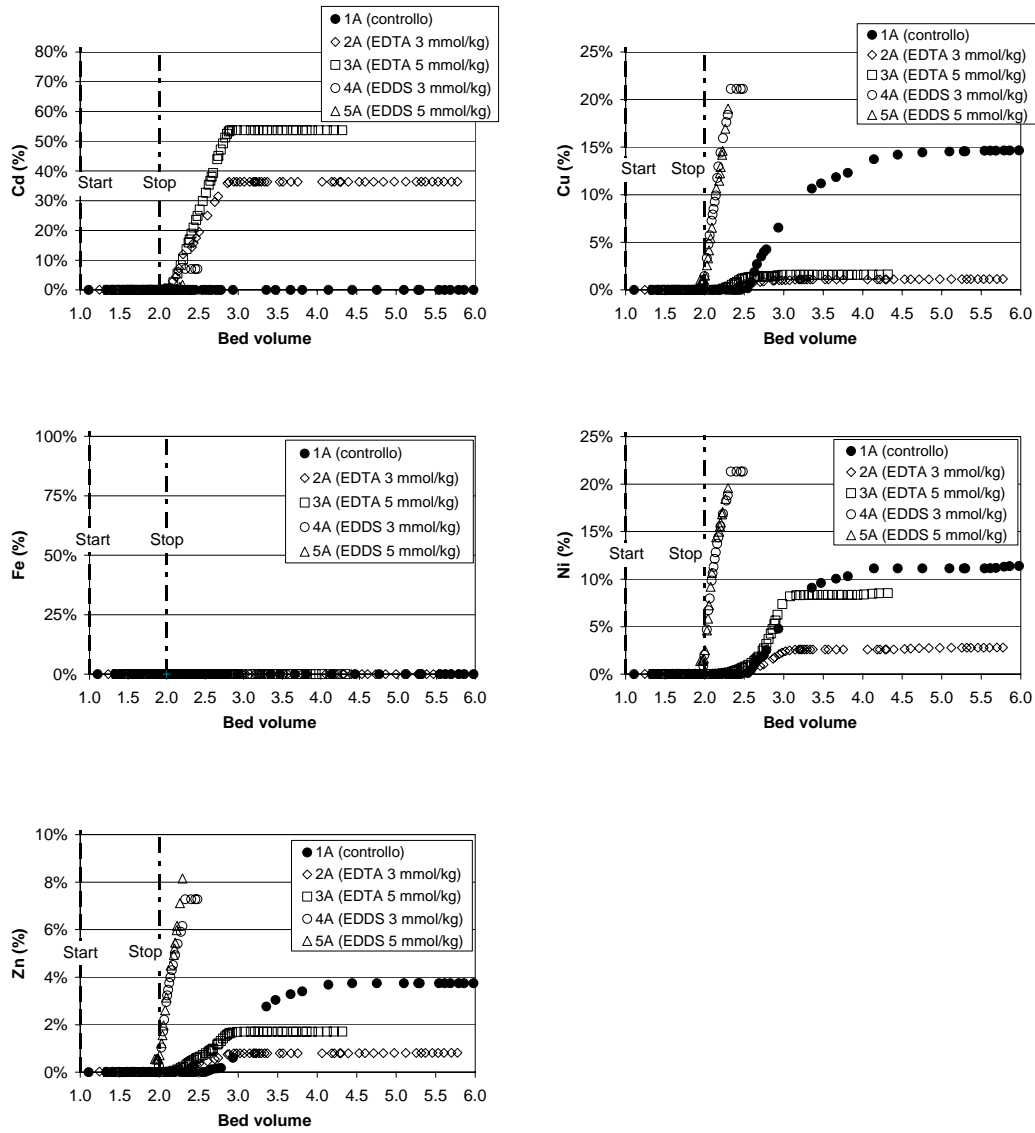 1A (controllo)
2A (EDTA 3 mmol/kg)
3A (EDTA 5 mmol/kg)
4A (EDDS 3 mmol/kg)
5A (EDDS 5 mmol/kg)
80%
70%
60%
50%
40%
30%
20%
10%
0%
Cd (%)
Start
Stop
1.0 1.5 2.0 2.5 3.0 3.5 4.0 4.5 5.0 5.5 6.0
Bed volume
1A (controllo)
2A (EDTA 3 mmol/kg)
3A (EDTA 5 mmol/kg)
4A (EDDS 3 mmol/kg)
5A (EDDS 5 mmol/kg)
25%
20%
15%
10%
5%
0%
Cu (%)
Start
Stop
1.0 1.5 2.0 2.5 3.0 3.5 4.0 4.5 5.0 5.5 6.0
Bed volume
1A (controllo)
2A (EDTA 3 mmol/kg)
3A (EDTA 5 mmol/kg)
4A (EDDS 3 mmol/kg)
5A (EDDS 5 mmol/kg)
100%
75%
50%
25%
0%
Fe (%)
Start
Stop
1.0 1.5 2.0 2.5 3.0 3.5 4.0 4.5 5.0 5.5 6.0
Bed volume
1A (controllo)
2A (EDTA 3 mmol/kg)
3A (EDTA 5 mmol/kg)
4A (EDDS 3 mmol/kg)
5A (EDDS 5 mmol/kg)
25%
20%
15%
10%
5%
0%
Ni (%)
Start
Stop
1.0 1.5 2.0 2.5 3.0 3.5 4.0 4.5 5.0 5.5 6.0
Bed volume
1A (controllo)
2A (EDTA 3 mmol/kg)
3A (EDTA 5 mmol/kg)
4A (EDDS 3 mmol/kg)
5A (EDDS 5 mmol/kg)
10%
8%
6%
4%
2%
0%
Zn (%)
Start
Stop
1.0 1.5 2.0 2.5 3.0 3.5 4.0 4.5 5.0 5.5 6.0
Bed volume